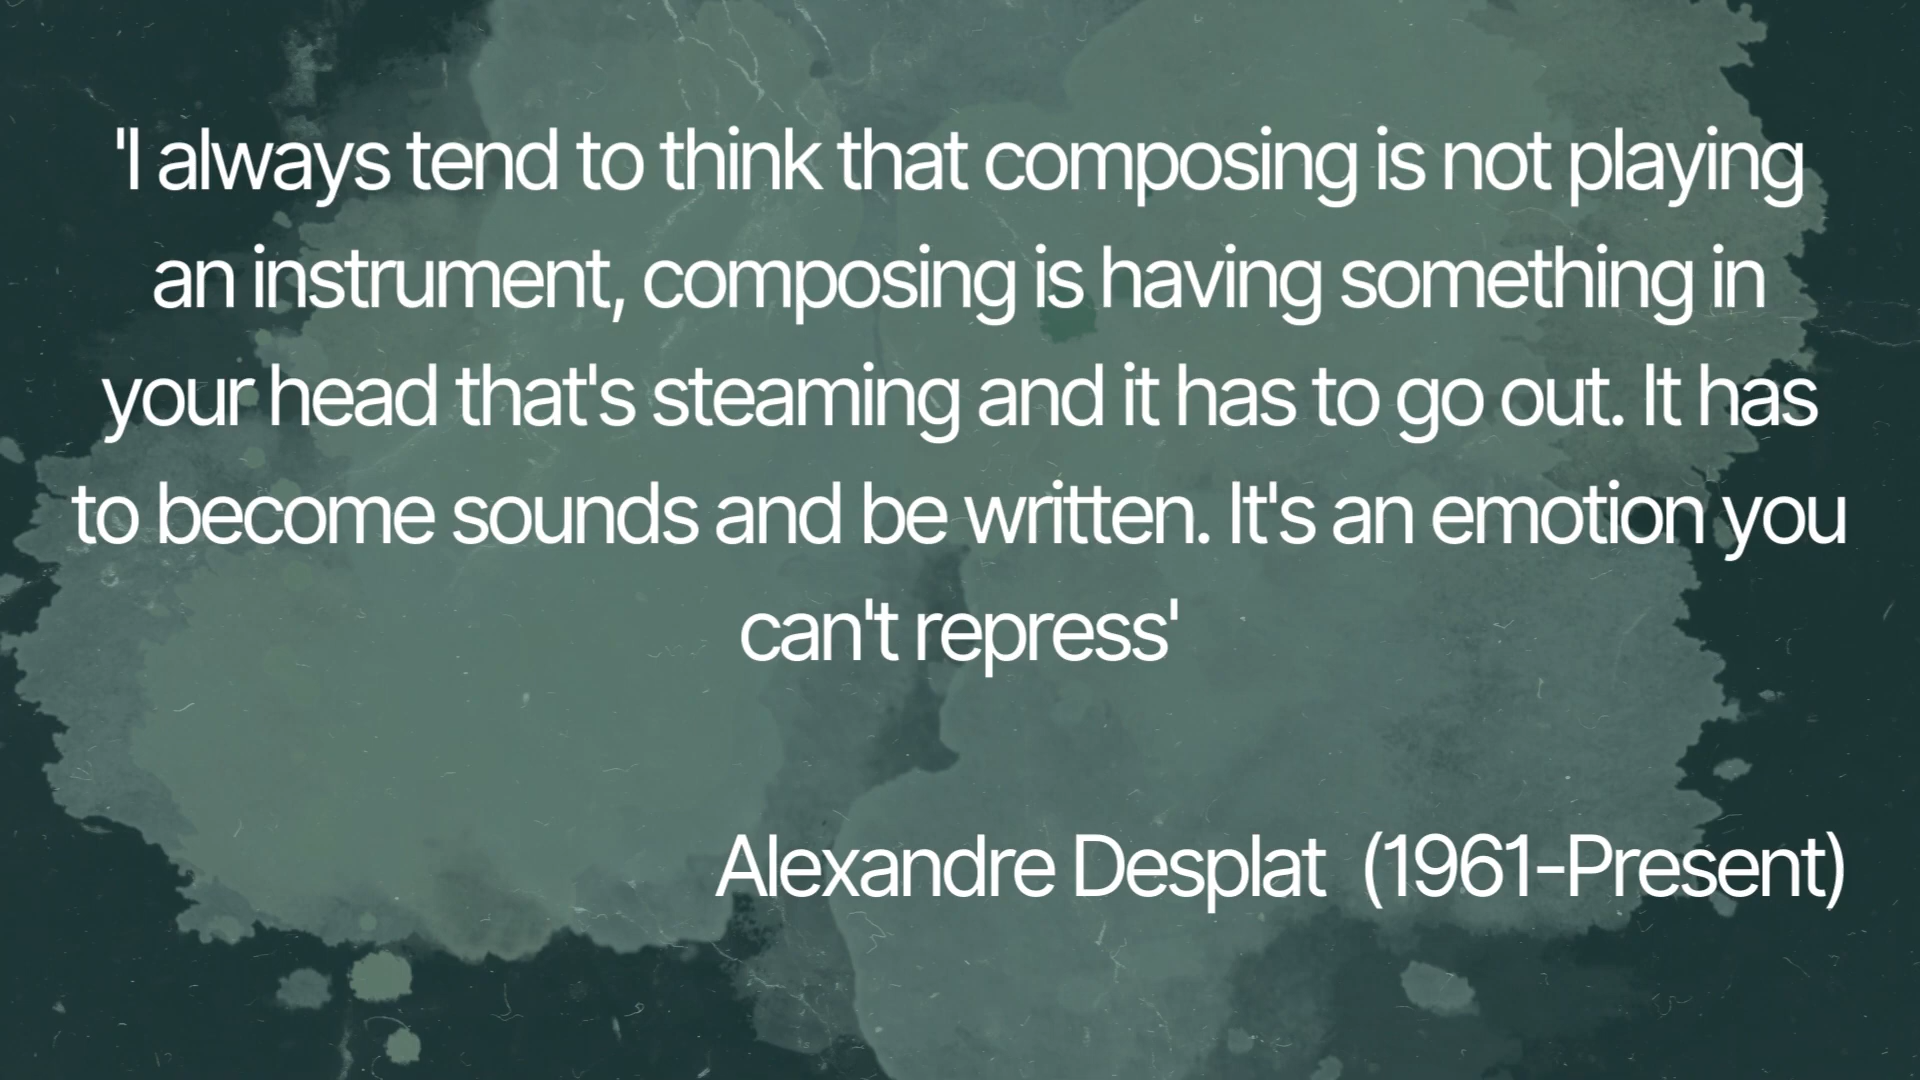 'I always tend to think that composing is not playing
an instrument, composing is having something in
your head that's steaming and it has to go out. It has
to become sounds and be written. It's an emotion you
can't repress'
Alexandre Desplat  (1961-Present)